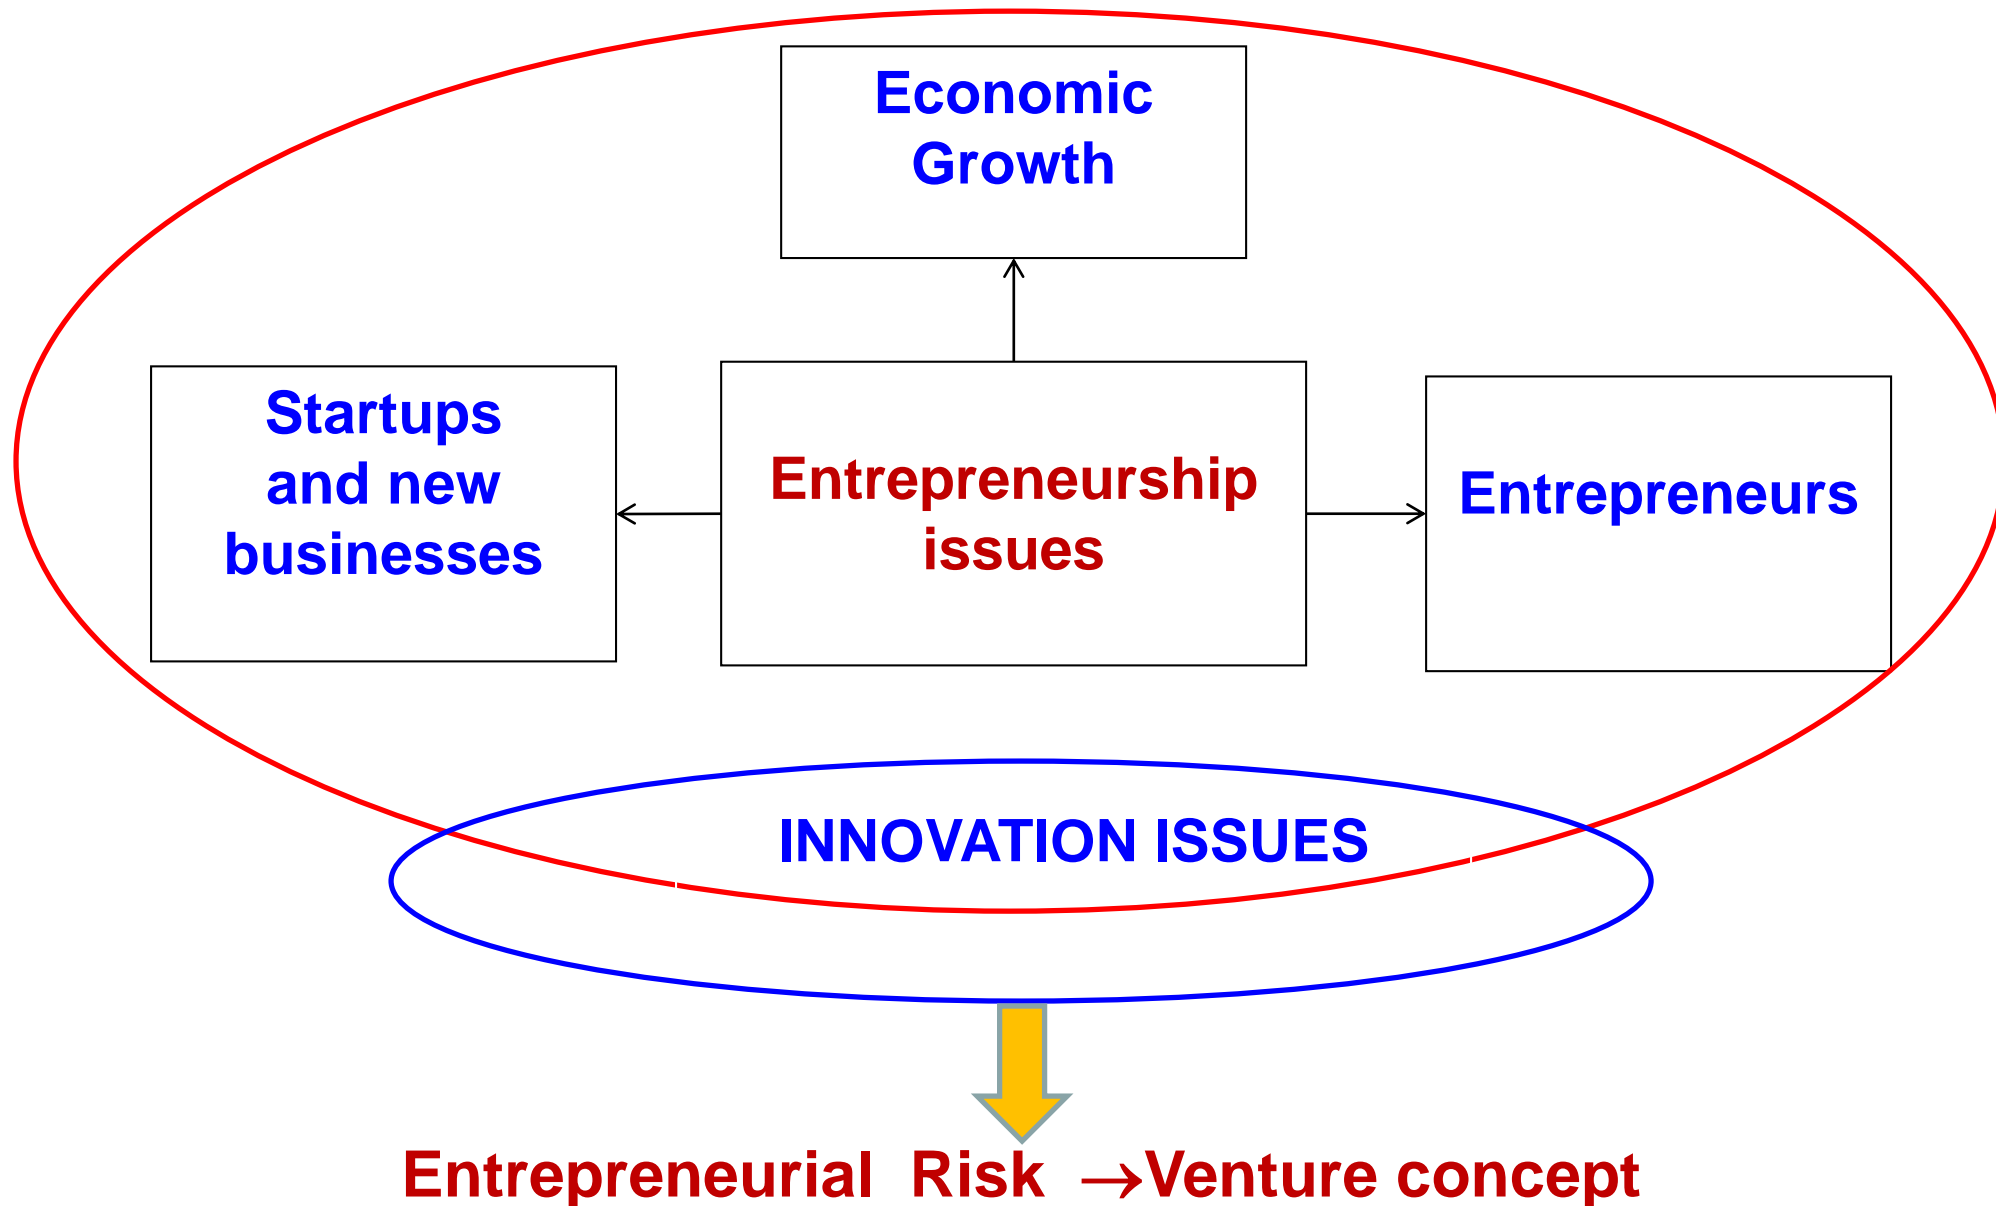 Economic
Growth
Startups
and new
businesses
Entrepreneurship
issues
Entrepreneurs
INNOVATION ISSUES
Entrepreneurial Risk →Venture concept